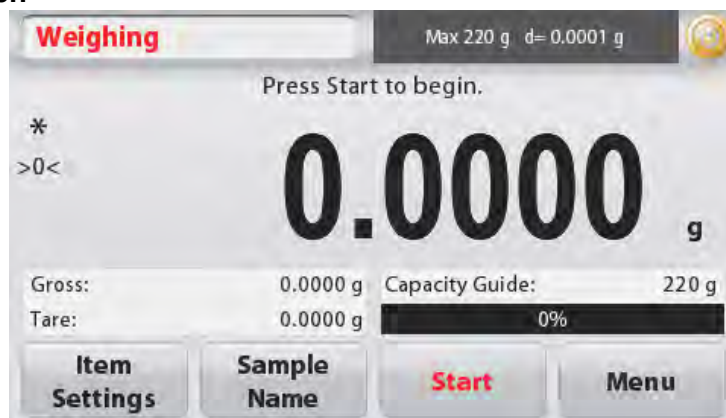 Weighing
Max 220 g d= 0.0001 g
Press Start to begin.
*
>0<
0.0000 g
Gross: 0.0000 g
Capacity Guide: 220 g
Tare: 0.0000 g
0%
Item Settings
Sample Name
Start
Menu